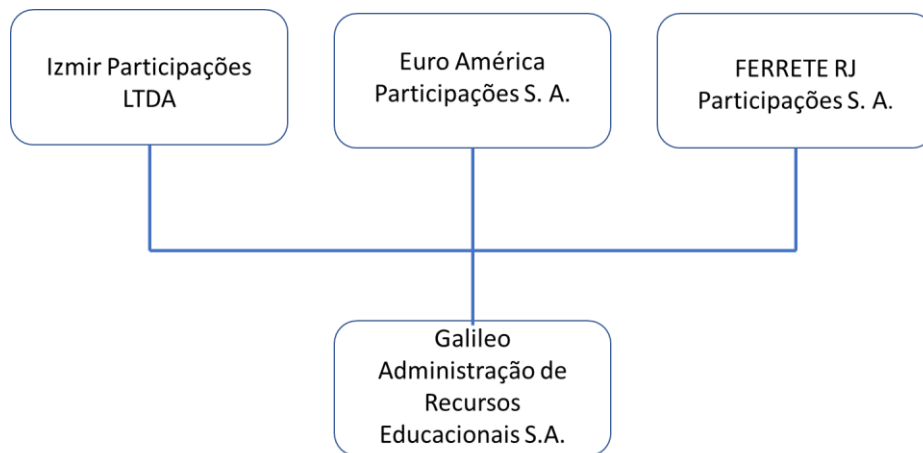 Izmir Participações
LTDA
Euro América
Participações S. A.
FERRETE RJ
Participações S. A.
Galileo
Administração de
Recursos
Educacionais S.A.